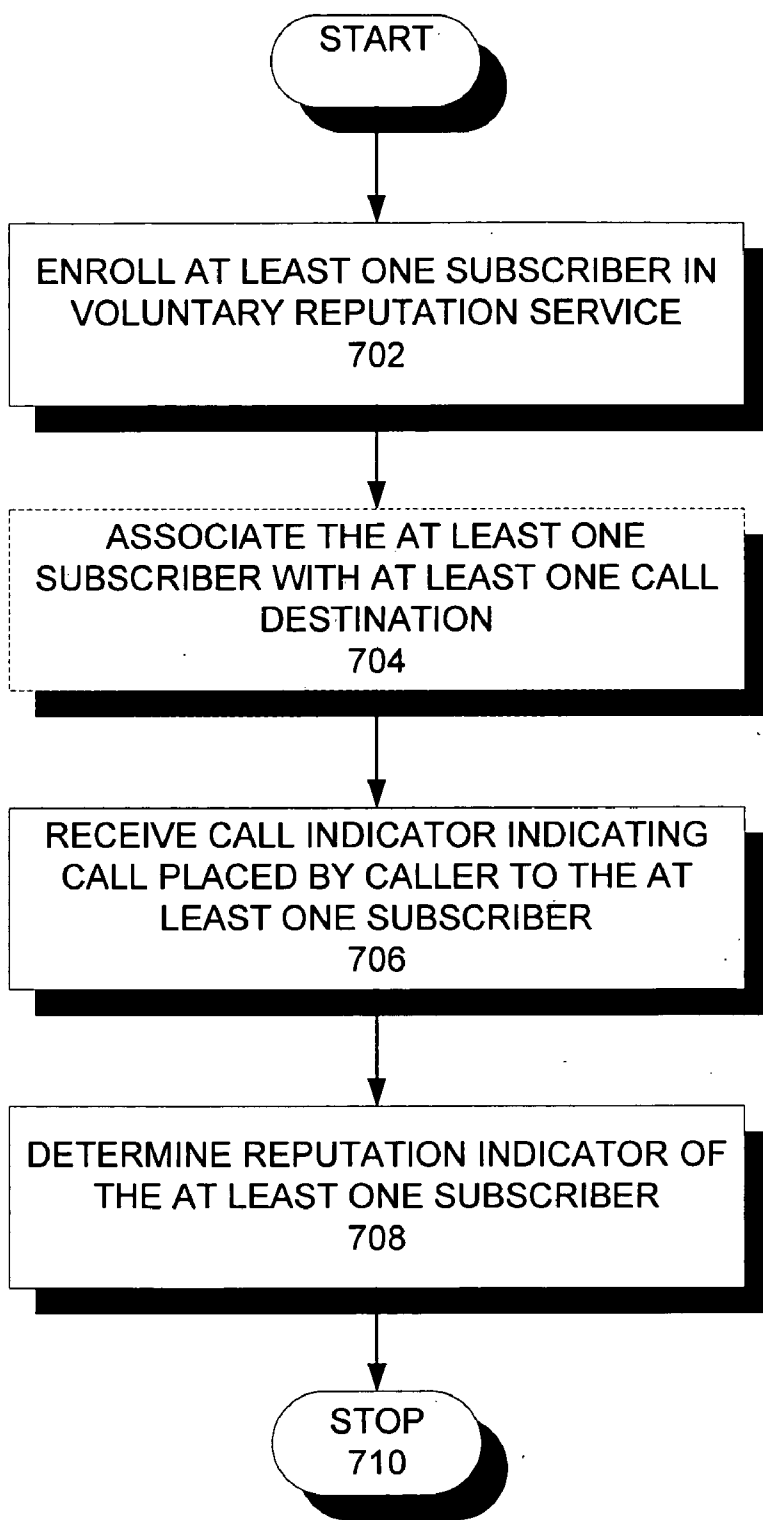 START
ENROLL AT LEAST ONE SUBSCRIBER IN
VOLUNTARY REPUTATION SERVICE
702
ASSOCIATE THE AT LEAST ONE
SUBSCRIBER WITH AT LEAST ONE CALL
DESTINATION
704
RECEIVE CALL INDICATOR INDICATING
CALL PLACED BY CALLER TO THE AT
LEAST ONE SUBSCRIBER
706
DETERMINE REPUTATION INDICATOR OF
THE AT LEAST ONE SUBSCRIBER
708
STOP
710